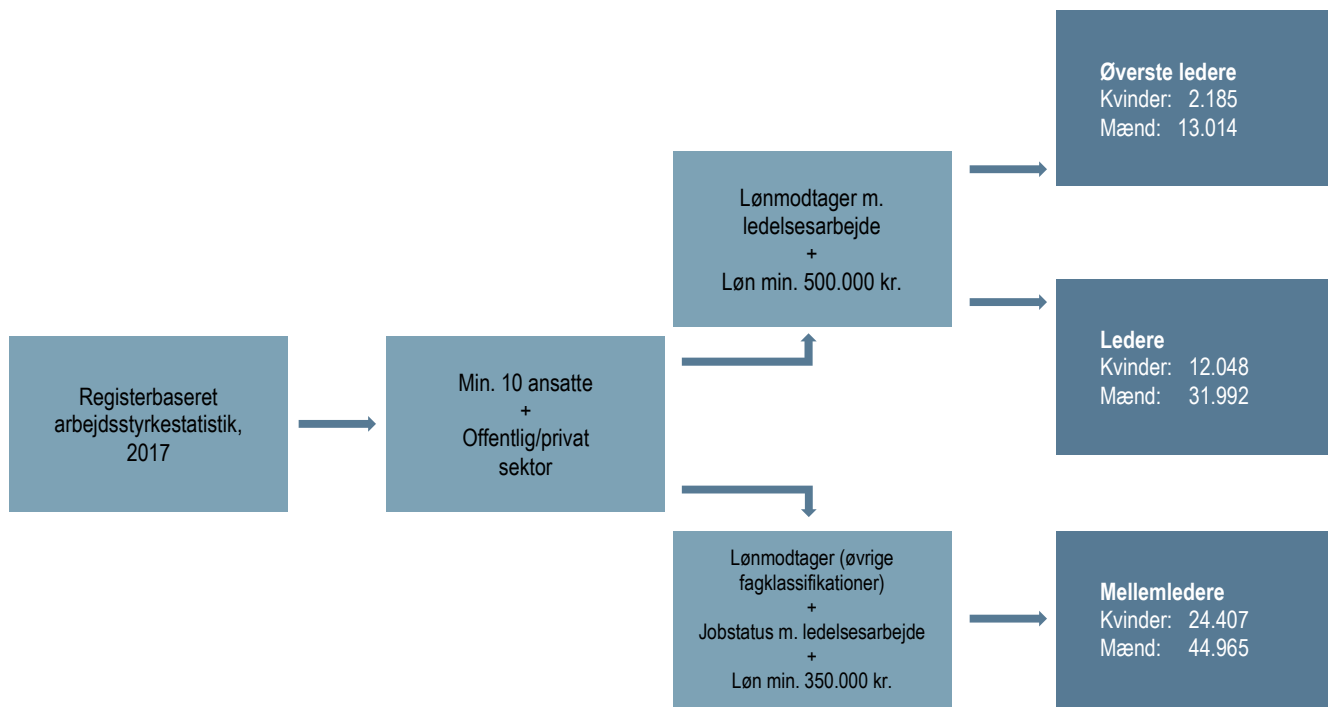 Registerbaseret
arbejdsstyrkestatistik,
2017
Min. 10 ansatte
+
Offentlig/privat
sektor
Lønmodtager m.
ledelsesarbejde
+
Løn min. 500.000 kr.
Lønmodtager (øvrige
fagklassifikationer)
+
Jobstatus m. ledelsesarbejde
+
Løn min. 350.000 kr.
Øverste ledere
Kvinder: 2.185
Mænd: 13.014
Ledere
Kvinder: 12.048
Mænd: 31.992
Mellemledere
Kvinder: 24.407
Mænd: 44.965